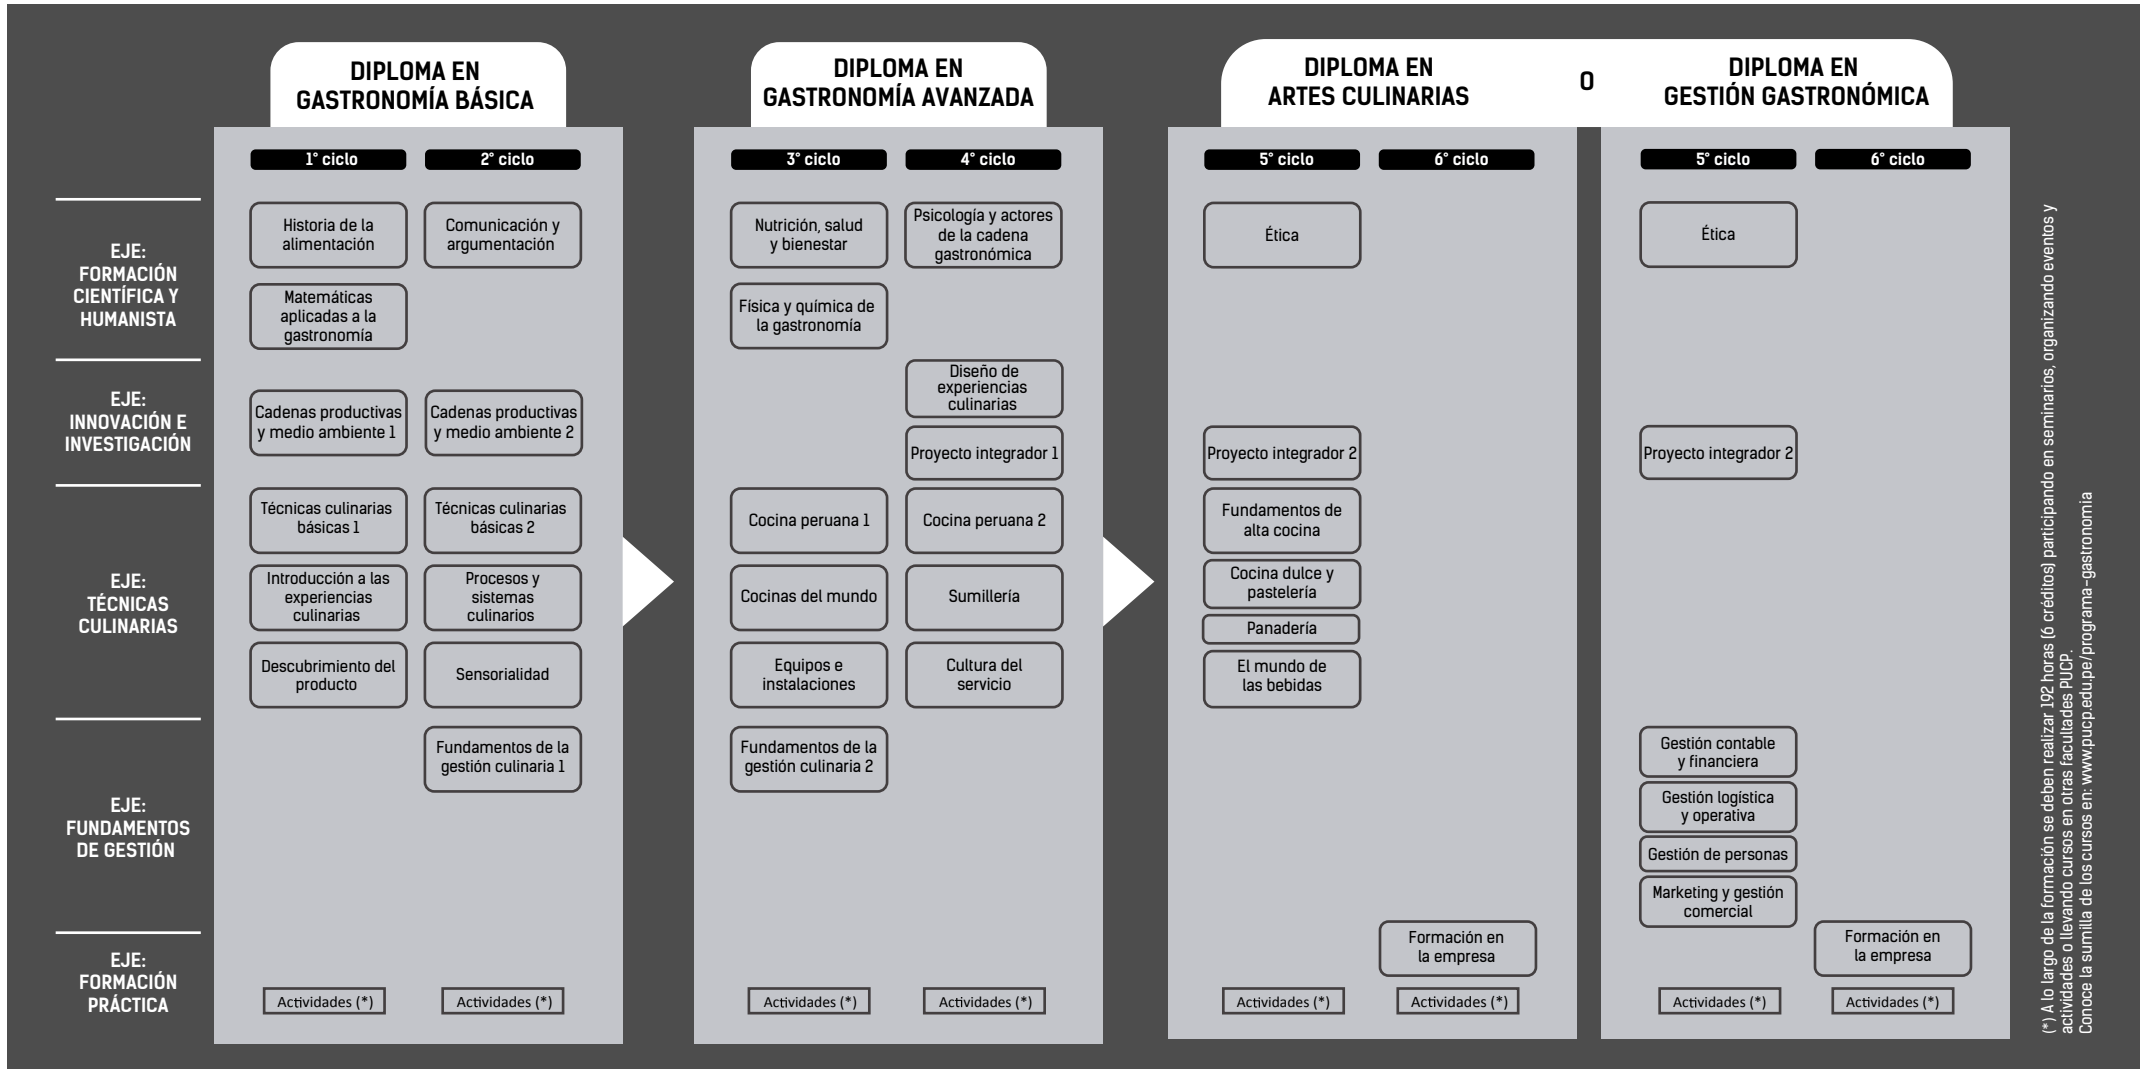 DIPLOMA EN
GASTRONOMÍA BÁSICA
DIPLOMA EN
GASTRONOMÍA AVANZADA
DIPLOMA EN
ARTES CULINARIAS
O
DIPLOMA EN
GESTIÓN GASTRONÓMICA
1° ciclo
2° ciclo
3° ciclo
4° ciclo
5° ciclo
6° ciclo
5° ciclo
6° ciclo
EJE:
FORMACIÓN
CIENTÍFICA Y
HUMANISTA
Historia de la
alimentación
Comunicación y
argumentación
Nutrición, salud
y bienestar
Psicología y actores
de la cadena
gastronómica
Ética
Ética
Matemáticas
aplicadas a la
gastronomía
Física y química de
la gastronomía
EJE:
INNOVACIÓN E
INVESTIGACIÓN
Cadenas productivas
y medio ambiente 1
Cadenas productivas
y medio ambiente 2
Diseño de
experiencias
culinarias
Proyecto integrador 1
Proyecto integrador 2
Proyecto integrador 2
EJE:
TÉCNICAS
CULINARIAS
Técnicas culinarias
básicas 1
Técnicas culinarias
básicas 2
Cocina peruana 1
Cocina peruana 2
Fundamentos de
alta cocina
Introducción a las
experiencias
culinarias
Procesos y
sistemas
culinarios
Cocinas del mundo
Sumillería
Cocina dulce y
pastelería
Panadería
Descubrimiento del
producto
Sensorialidad
Equipos e
instalaciones
Cultura del
servicio
El mundo de
las bebidas
EJE:
FUNDAMENTOS
DE GESTIÓN
Fundamentos de la
gestión culinaria 1
Fundamentos de la
gestión culinaria 2
Gestión contable
y financiera
Gestión logística
y operativa
Gestión de personas
Marketing y gestión
comercial
EJE:
FORMACIÓN
PRÁCTICA
Formación en
la empresa
Formación en
la empresa
Actividades (*)
Actividades (*)
Actividades (*)
Actividades (*)
Actividades (*)
Actividades (*)
Actividades (*)
Actividades (*)
(*) A lo largo de la formación se deben realizar 192 horas (6 créditos) participando en seminarios, organizando eventos y
actividades o llevando cursos en otras facultades PUCP.
Conoce la sumilla de los cursos en: www.pucp.edu.pe/programa-gastronomia